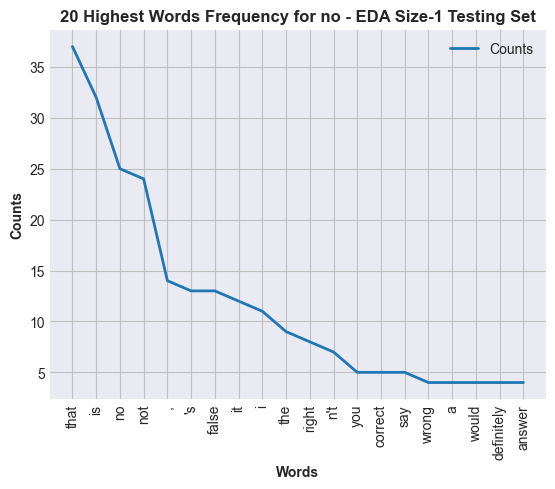 20 Highest Words Frequency for no - EDA Size-1 Testing Set
Counts
35
30
25
20
15
10
5
Counts
that
is
no
not
,
's
false
it
i
the
right
n't
you
correct
say
wrong
a
would
definitely
answer
Words